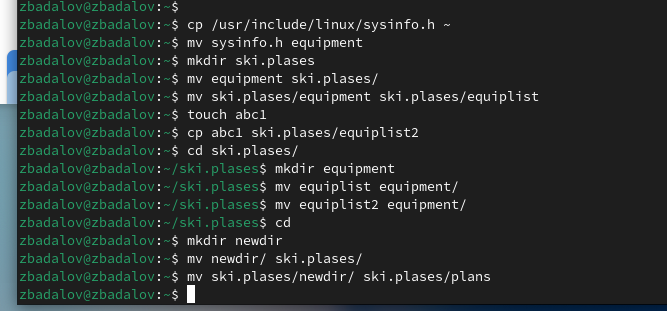 zbadalov@zbadalov:~$
zbadalov@zbadalov:~$ cp /usr/include/linux/sysinfo.h ~
zbadalov@zbadalov:~$ mv sysinfo.h equipment
zbadalov@zbadalov:~$ mkdir ski.plases
zbadalov@zbadalov:~$ mv equipment ski.plases/
zbadalov@zbadalov:~$ mv ski.plases/equipment ski.plases/equiplist
zbadalov@zbadalov:~$ touch abc1
zbadalov@zbadalov:~$ cp abc1 ski.plases/equiplist2
zbadalov@zbadalov:~$ cd ski.plases/
zbadalov@zbadalov:~/ski.plases$ mkdir equipment
zbadalov@zbadalov:~/ski.plases$ mv equiplist equipment/
zbadalov@zbadalov:~/ski.plases$ mv equiplist2 equipment/
zbadalov@zbadalov:~/ski.plases$ cd
zbadalov@zbadalov:~$ mkdir newdir
zbadalov@zbadalov:~$ mv newdir/ ski.plases/
zbadalov@zbadalov:~$ mv ski.plases/newdir/ ski.plases/plans
zbadalov@zbadalov:~$